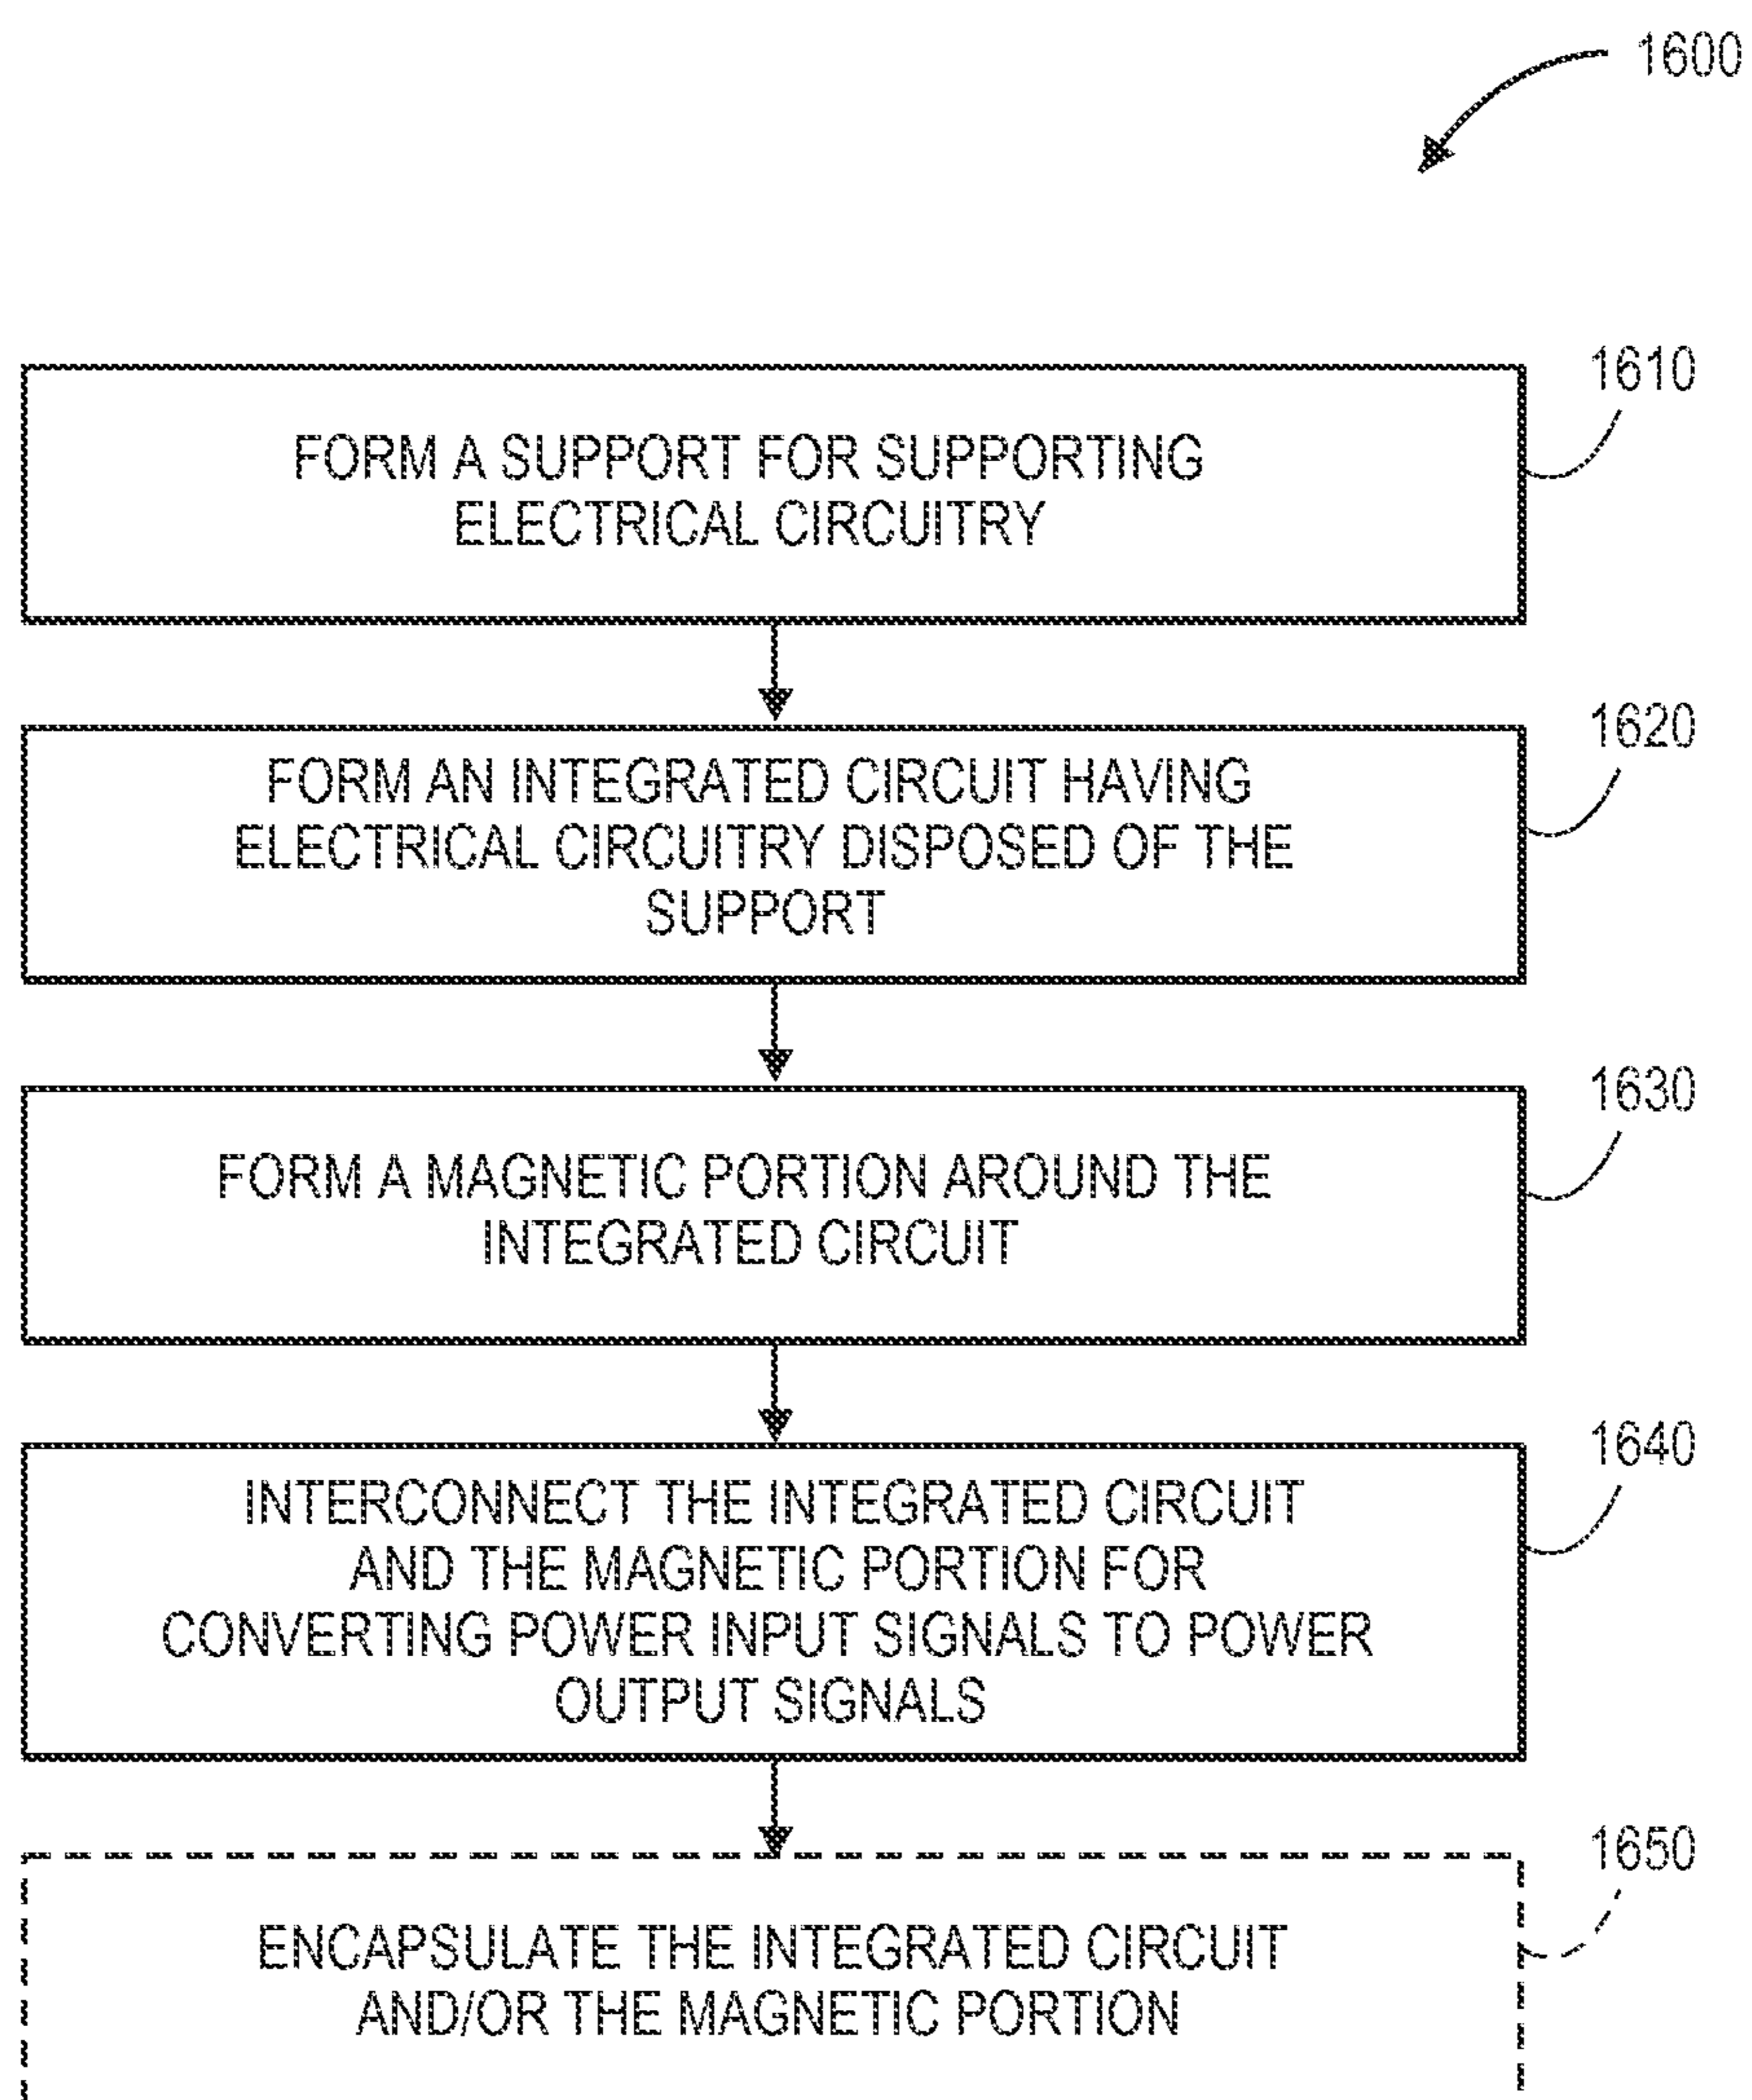 1600
1610
FORM A SUPPORT FOR SUPPORTING
ELECTRICAL CIRCUITRY
1620
FORM AN INTEGRATED CIRCUIT HAVING
ELECTRICAL CIRCUITRY DISPOSED OF THE
SUPPORT
1630
FORM A MAGNETIC PORTION AROUND THE
INTEGRATED CIRCUIT
1640
INTERCONNECT THE INTEGRATED CIRCUIT
AND THE MAGNETIC PORTION FOR
CONVERTING POWER INPUT SIGNALS TO POWER
OUTPUT SIGNALS
1650
ENCAPSULATE THE INTEGRATED CIRCUIT
AND/OR THE MAGNETIC PORTION